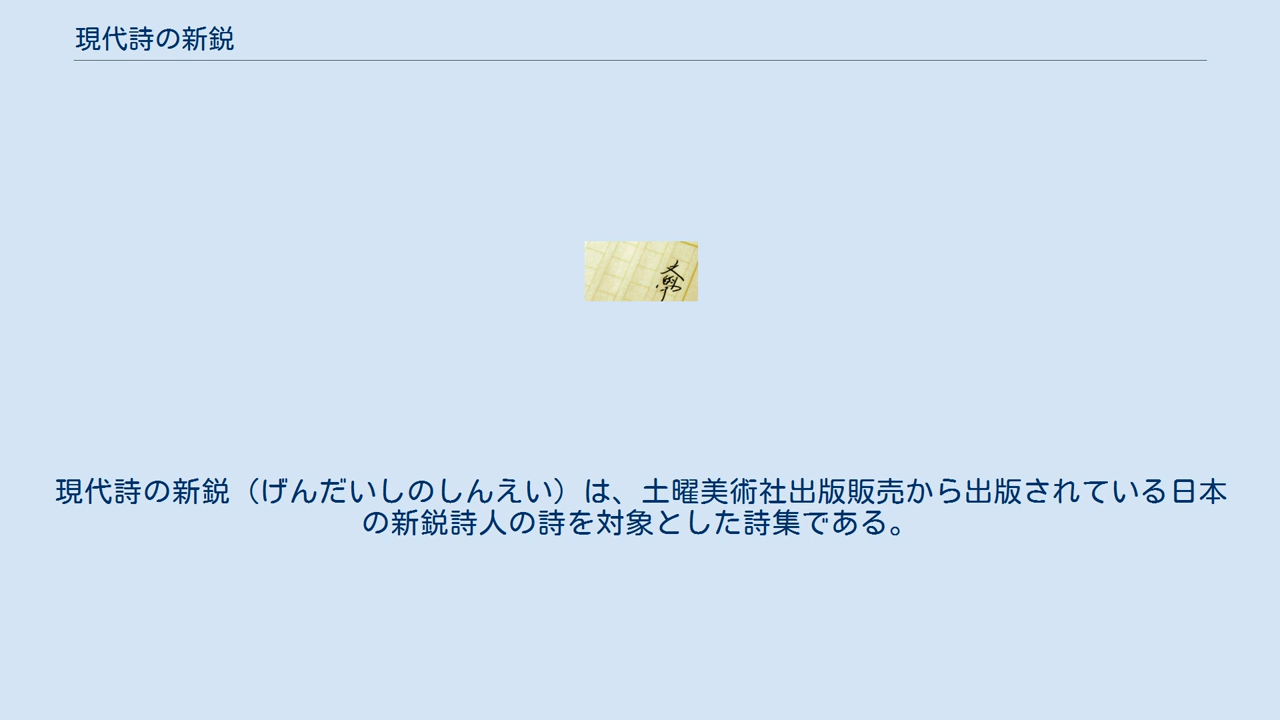 現代詩の新鋭
現代詩の新鋭（げんだいしのしんえい）は、土曜美術社出版販売から出版されている日本
の新鋭詩人の詩を対象とした詩集である。